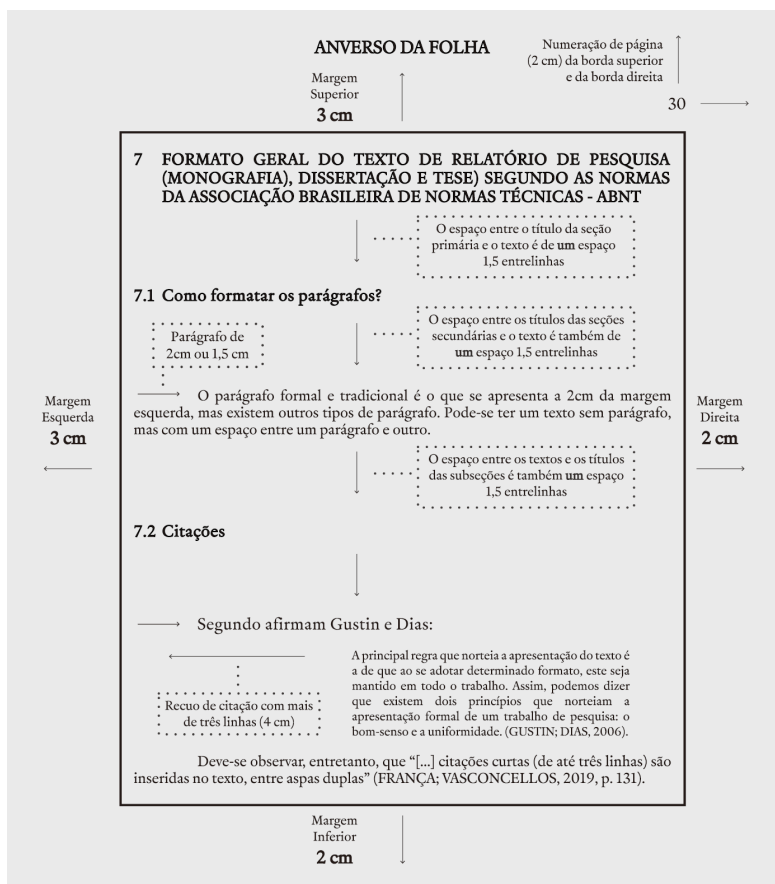 ANVERSO DA FOLHA
Numeração de página
(2 cm) da borda superior
e da borda direita
30
Margem
Superior
3 cm
7 FORMATO GERAL DO TEXTO DE RELATÓRIO DE PESQUISA
(MONOGRAFIA), DISSERTAÇÃO E TESE) SEGUNDO AS NORMAS
DA ASSOCIAÇÃO BRASILEIRA DE NORMAS TÉCNICAS - ABNT
O espaço entre o título da seção
primária e o texto é de um espaço
1,5 entrelinhas
7.1 Como formatar os parágrafos?
Parágrafo de
2cm ou 1,5 cm
O espaço entre os títulos das seções
secundárias e o texto é também de
um espaço 1,5 entrelinhas
Margem
Esquerda
3 cm
O parágrafo formal e tradicional é o que se apresenta a 2cm da margem
esquerda, mas existem outros tipos de parágrafo. Pode-se ter um texto sem parágrafo,
mas com um espaço entre um parágrafo e outro.
Margem
Direita
2 cm
O espaço entre os textos e os títulos
das subseções é também um espaço
1,5 entrelinhas
7.2 Citações
Segundo afirmam Gustin e Dias:
Recuo de citação com mais
de três linhas (4 cm)
A principal regra que norteia a apresentação do texto é
a de que ao se adotar determinado formato, este seja
mantido em todo o trabalho. Assim, podemos dizer
que existem dois princípios que norteiam a
apresentação formal de um trabalho de pesquisa: o
bom-senso e a uniformidade. (GUSTIN; DIAS, 2006).
Deve-se observar, entretanto, que “[...] citações curtas (de até três linhas) são
inseridas no texto, entre aspas duplas” (FRANÇA; VASCONCELLOS, 2019, p. 131).
Margem
Inferior
2 cm